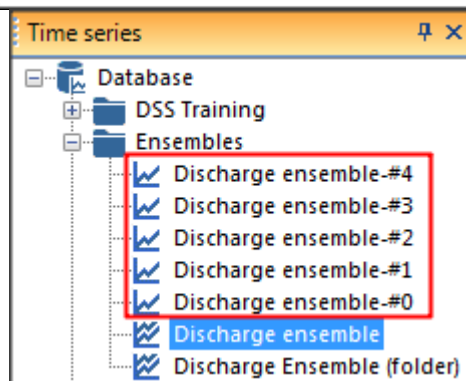 Time series
Database
DSS Training
Ensembles
Discharge ensemble-#4
Discharge ensemble-#3
Discharge ensemble-#2
Discharge ensemble-#1
Discharge ensemble-#0
Discharge ensemble
Discharge Ensemble (folder)